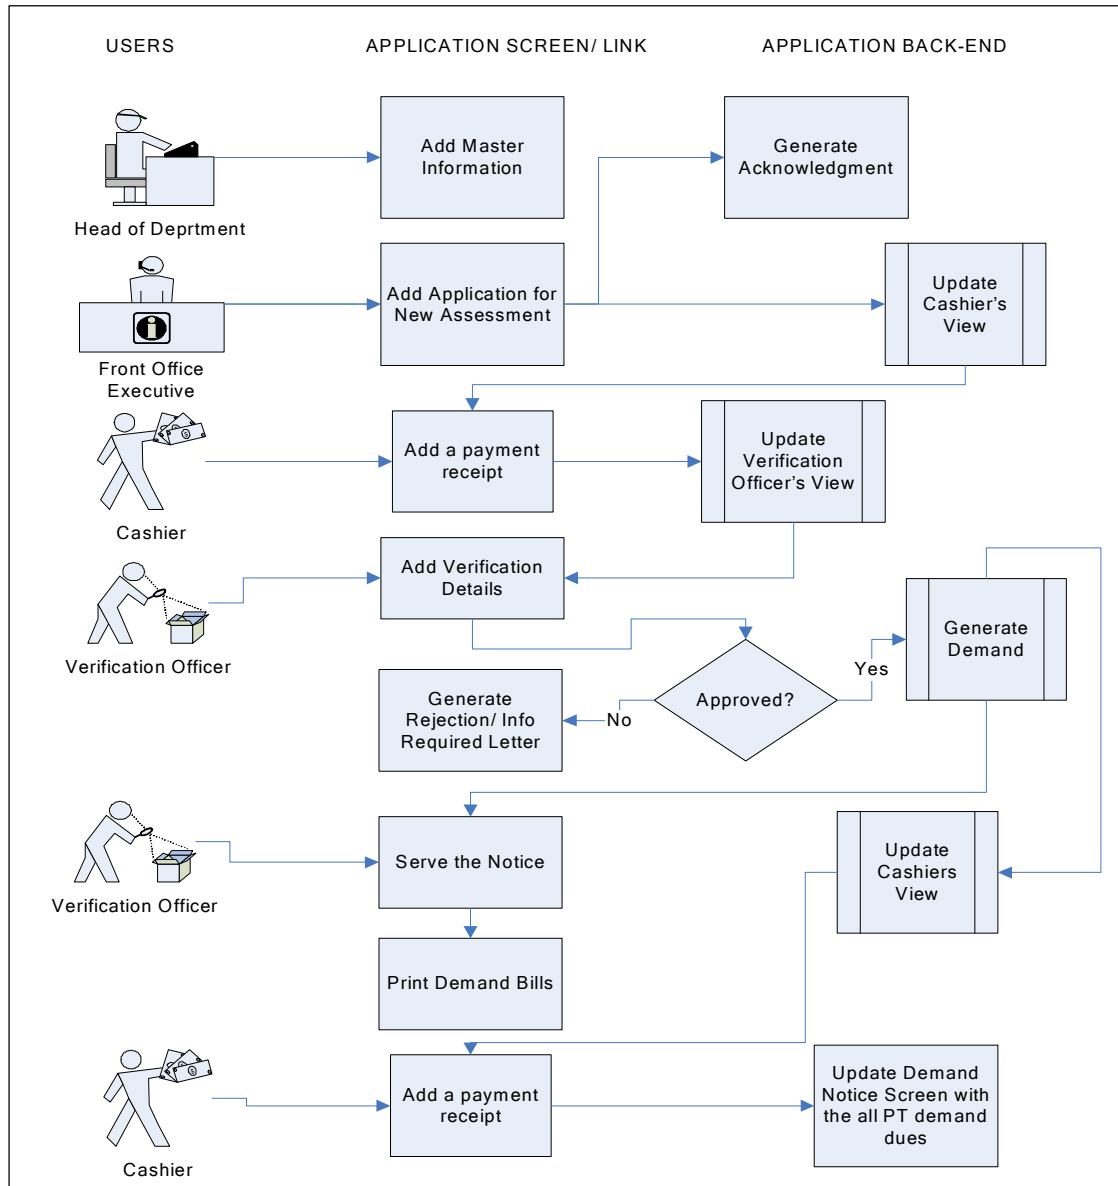 USERS
APPLICATION SCREEN/ LINK
APPLICATION BACK-END
Add Master
Information
Generate
Acknowledgment
Head of Deprtment
Add Application for
New Assessment
Update
Cashier's
View
Front Office
Executive
Add a payment
receipt
Update
Verification
Officer's View
Cashier
Add Verification
Details
Generate
Demand
Verification Officer
Yes
Generate
Rejection/ Info
Required Letter
No
Approved?
Serve the Notice
Update
Cashiers
View
Verification Officer
Print Demand Bills
Add a payment
receipt
Update Demand
Notice Screen with
the all PT demand
dues
Cashier